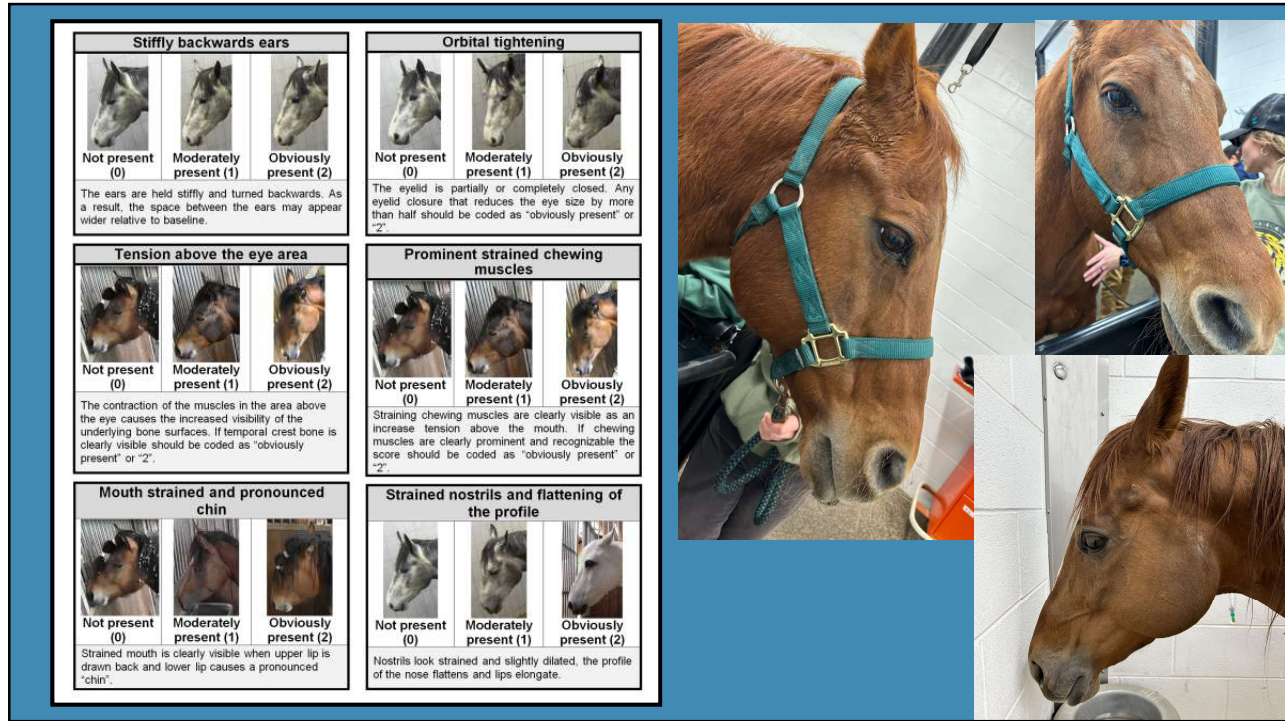 Stiffly backwards ears
Not present
(0)
Moderately
present (1)
Obviously
present (2)
The ears are held stiffly and turned backwards. As
a result, the space between the ears may appear
wider relative to baseline.
Orbital tightening
Not present
(0)
Moderately
present (1)
Obviously
present (2)
The eyelid is partially or completely closed. Any
eyelid closure that reduces the eye size by more
than half should be coded as “obviously present” or
“2”.
Tension above the eye area
Not present
(0)
Moderately
present (1)
Obviously
present (2)
The contraction of the muscles in the area above
the eye causes the increased visibility of the
underlying bone surfaces. If temporal crest bone is
clearly visible should be coded as “obviously
present” or “2”.
Prominent strained chewing
muscles
Not present
(0)
Moderately
present (1)
Obviously
present (2)
Straining chewing muscles are clearly visible as an
increase tension above the mouth. If chewing
muscles are clearly prominent and recognizable the
score should be coded as “obviously present” or
“2”.
Mouth strained and pronounced
chin
Not present
(0)
Moderately
present (1)
Obviously
present (2)
Strained mouth is clearly visible when upper lip is
drawn back and lower lip causes a pronounced
“chin”.
Strained nostrils and flattening of
the profile
Not present
(0)
Moderately
present (1)
Obviously
present (2)
Nostrils look strained and slightly dilated, the profile
of the nose flattens and lips elongate.